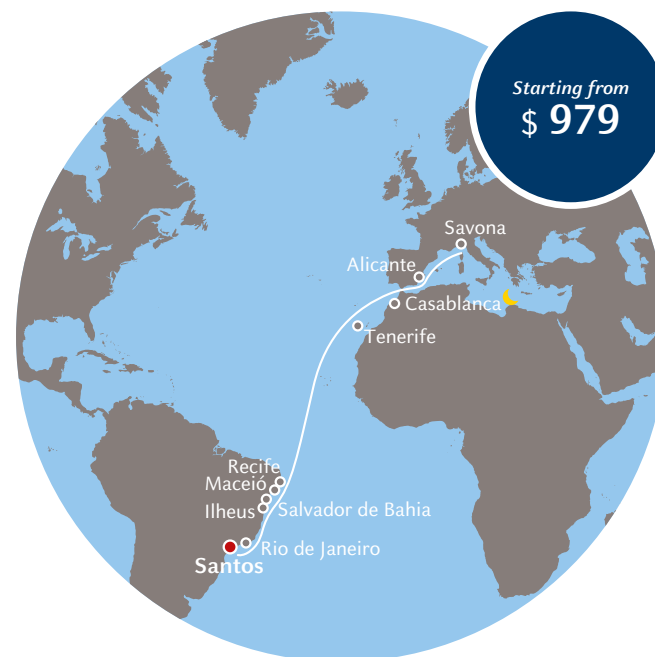 Starting from
$ 979
Savona
Alicante
Casablanca
Tenerife
Recife
Maceió
Ilheus
Salvador de Bahia
Rio de Janeiro
Santos